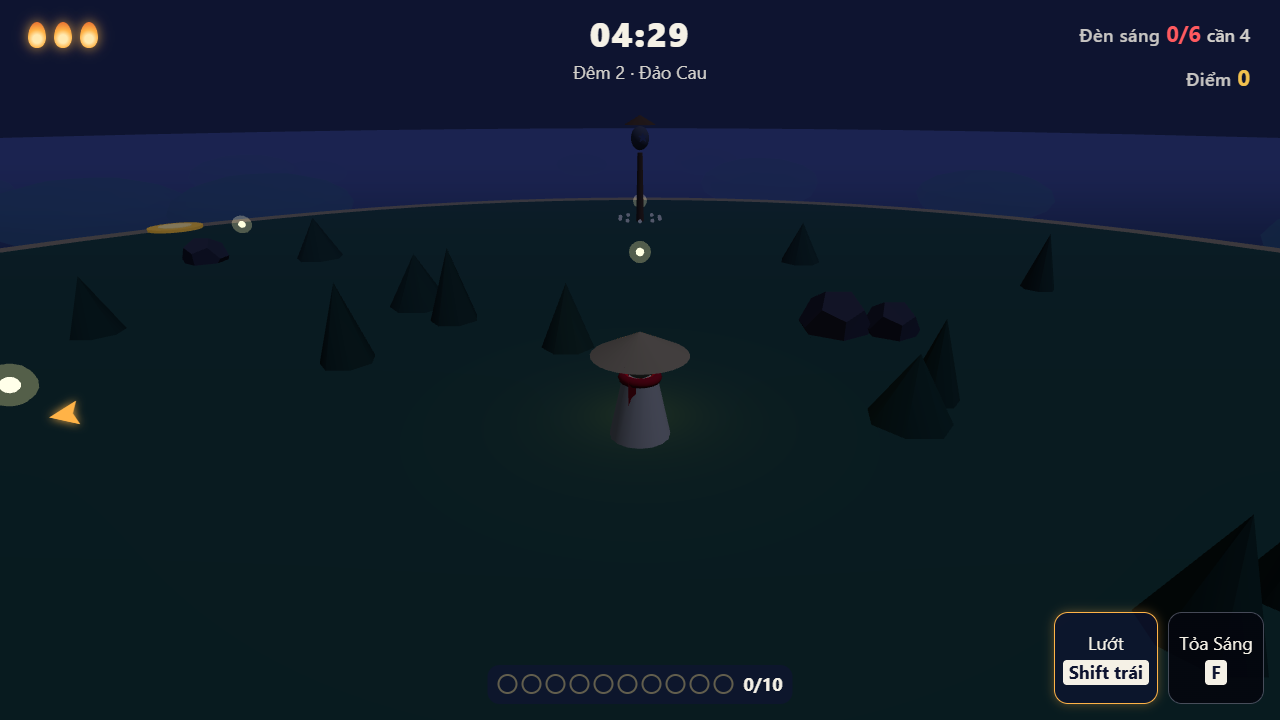 04:29
Đêm 2 · Đảo Cau
Đèn sáng 0/6 cần 4
Điểm 0
0/10
Lướt
Shift trái
Tỏa Sáng
F